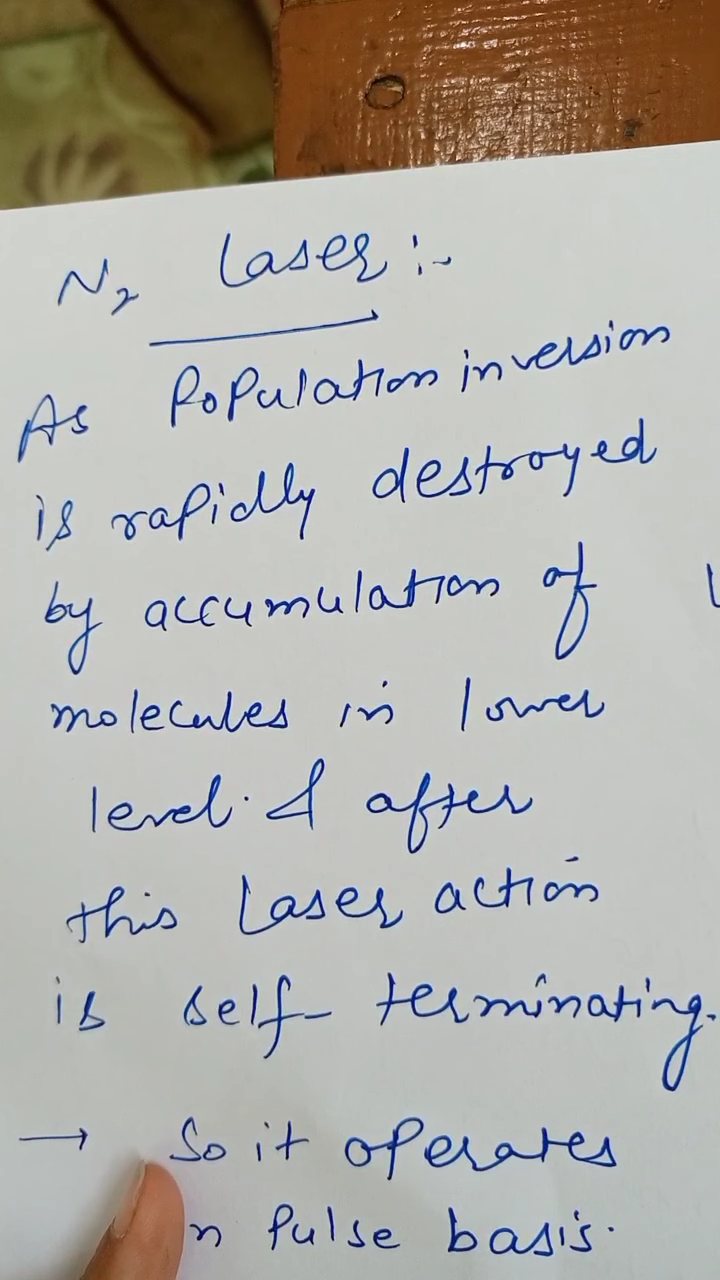 N2 Laser :-
As Population inversion
is rapidly destroyed
by accumulation of
molecules in lower
level. & after
this Laser action
is self- terminating.
→ So it operates
n Pulse basis.